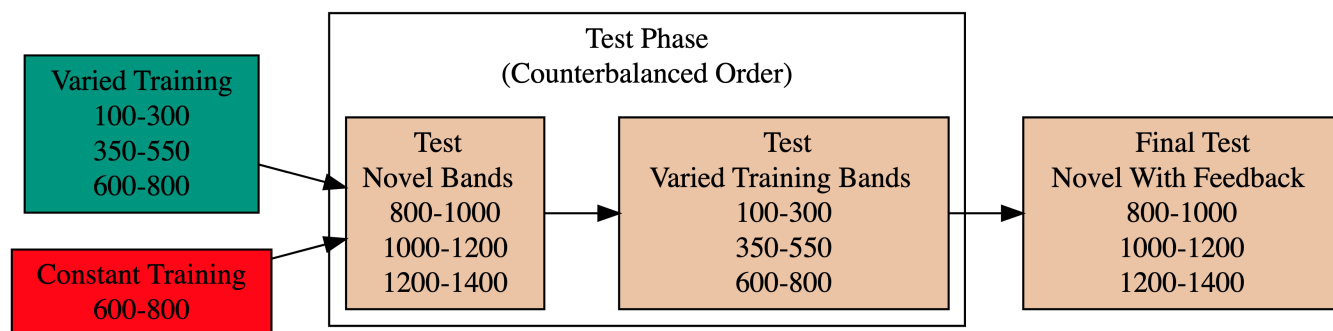 Varied Training
100-300
350-550
600-800
Constant Training
600-800
Test Phase
(Counterbalanced Order)
Test
Novel Bands
800-1000
1000-1200
1200-1400
Test
Varied Training Bands
100-300
350-550
600-800
Final Test
Novel With Feedback
800-1000
1000-1200
1200-1400